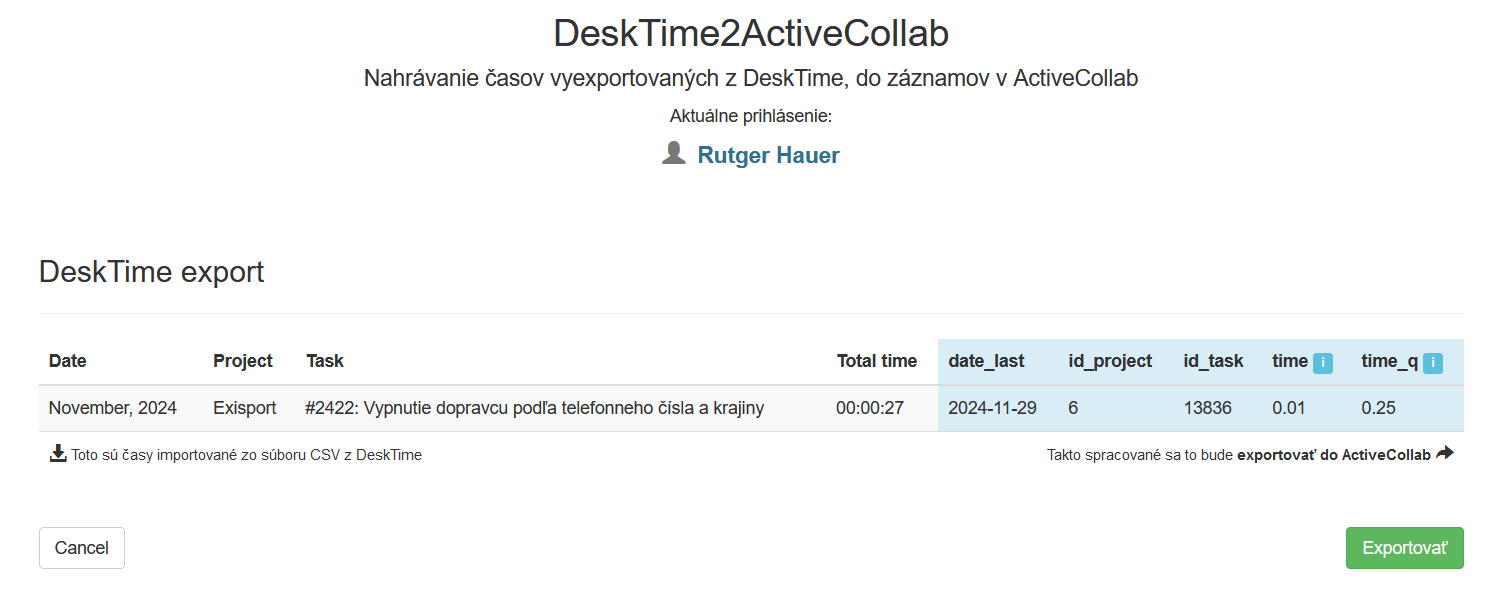 DeskTime2ActiveCollab
Nahrávanie časov vyexportovaných z DeskTime, do záznamov v ActiveCollab
Aktuálne prihlásenie:
Rutger Hauer
DeskTime export
Date Project Task Total time date_last id_project id_task time i time_q i
November, 2024 Exisport #2422: Vypnutie dopravcu podľa telefonneho čísla a krajiny 00:00:27 2024-11-29 6 13836 0.01 0.25
Toto sú časy importované zo súboru CSV z DeskTime Takto spracované sa to bude exportovať do ActiveCollab
Cancel Exportovať